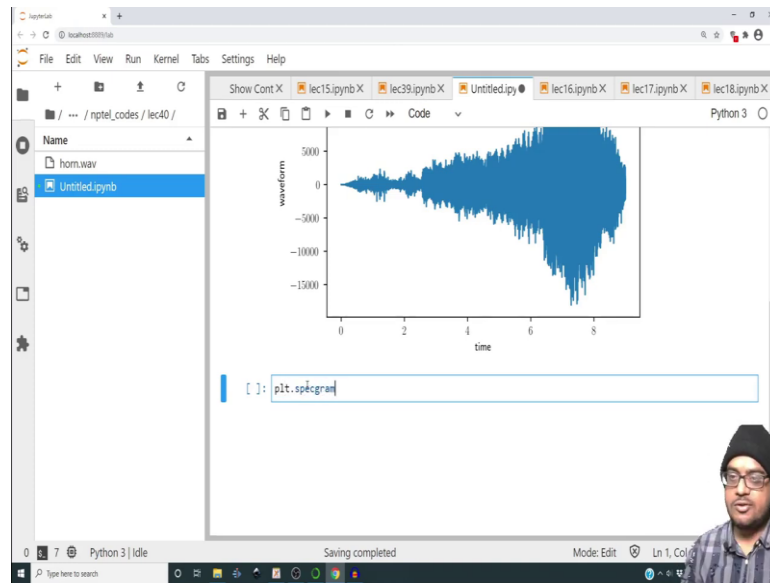 JupyterLab
localhost:8889/lab
File Edit View Run Kernel Tabs Settings Help
Show Cont lec15.ipynb lec39.ipynb Untitled.ipy lec16.ipynb lec17.ipynb lec18.ipynb
/ ··· / nptel_codes / lec40 /
Code
Python 3
Name
horn.wav
Untitled.ipynb
5000
0
−5000
−10000
−15000
waveform
0 2 4 6 8
time
[ ]: plt.specgram
0 7 Python 3 | Idle Saving completed Mode: Edit Ln 1, Col
Type here to search